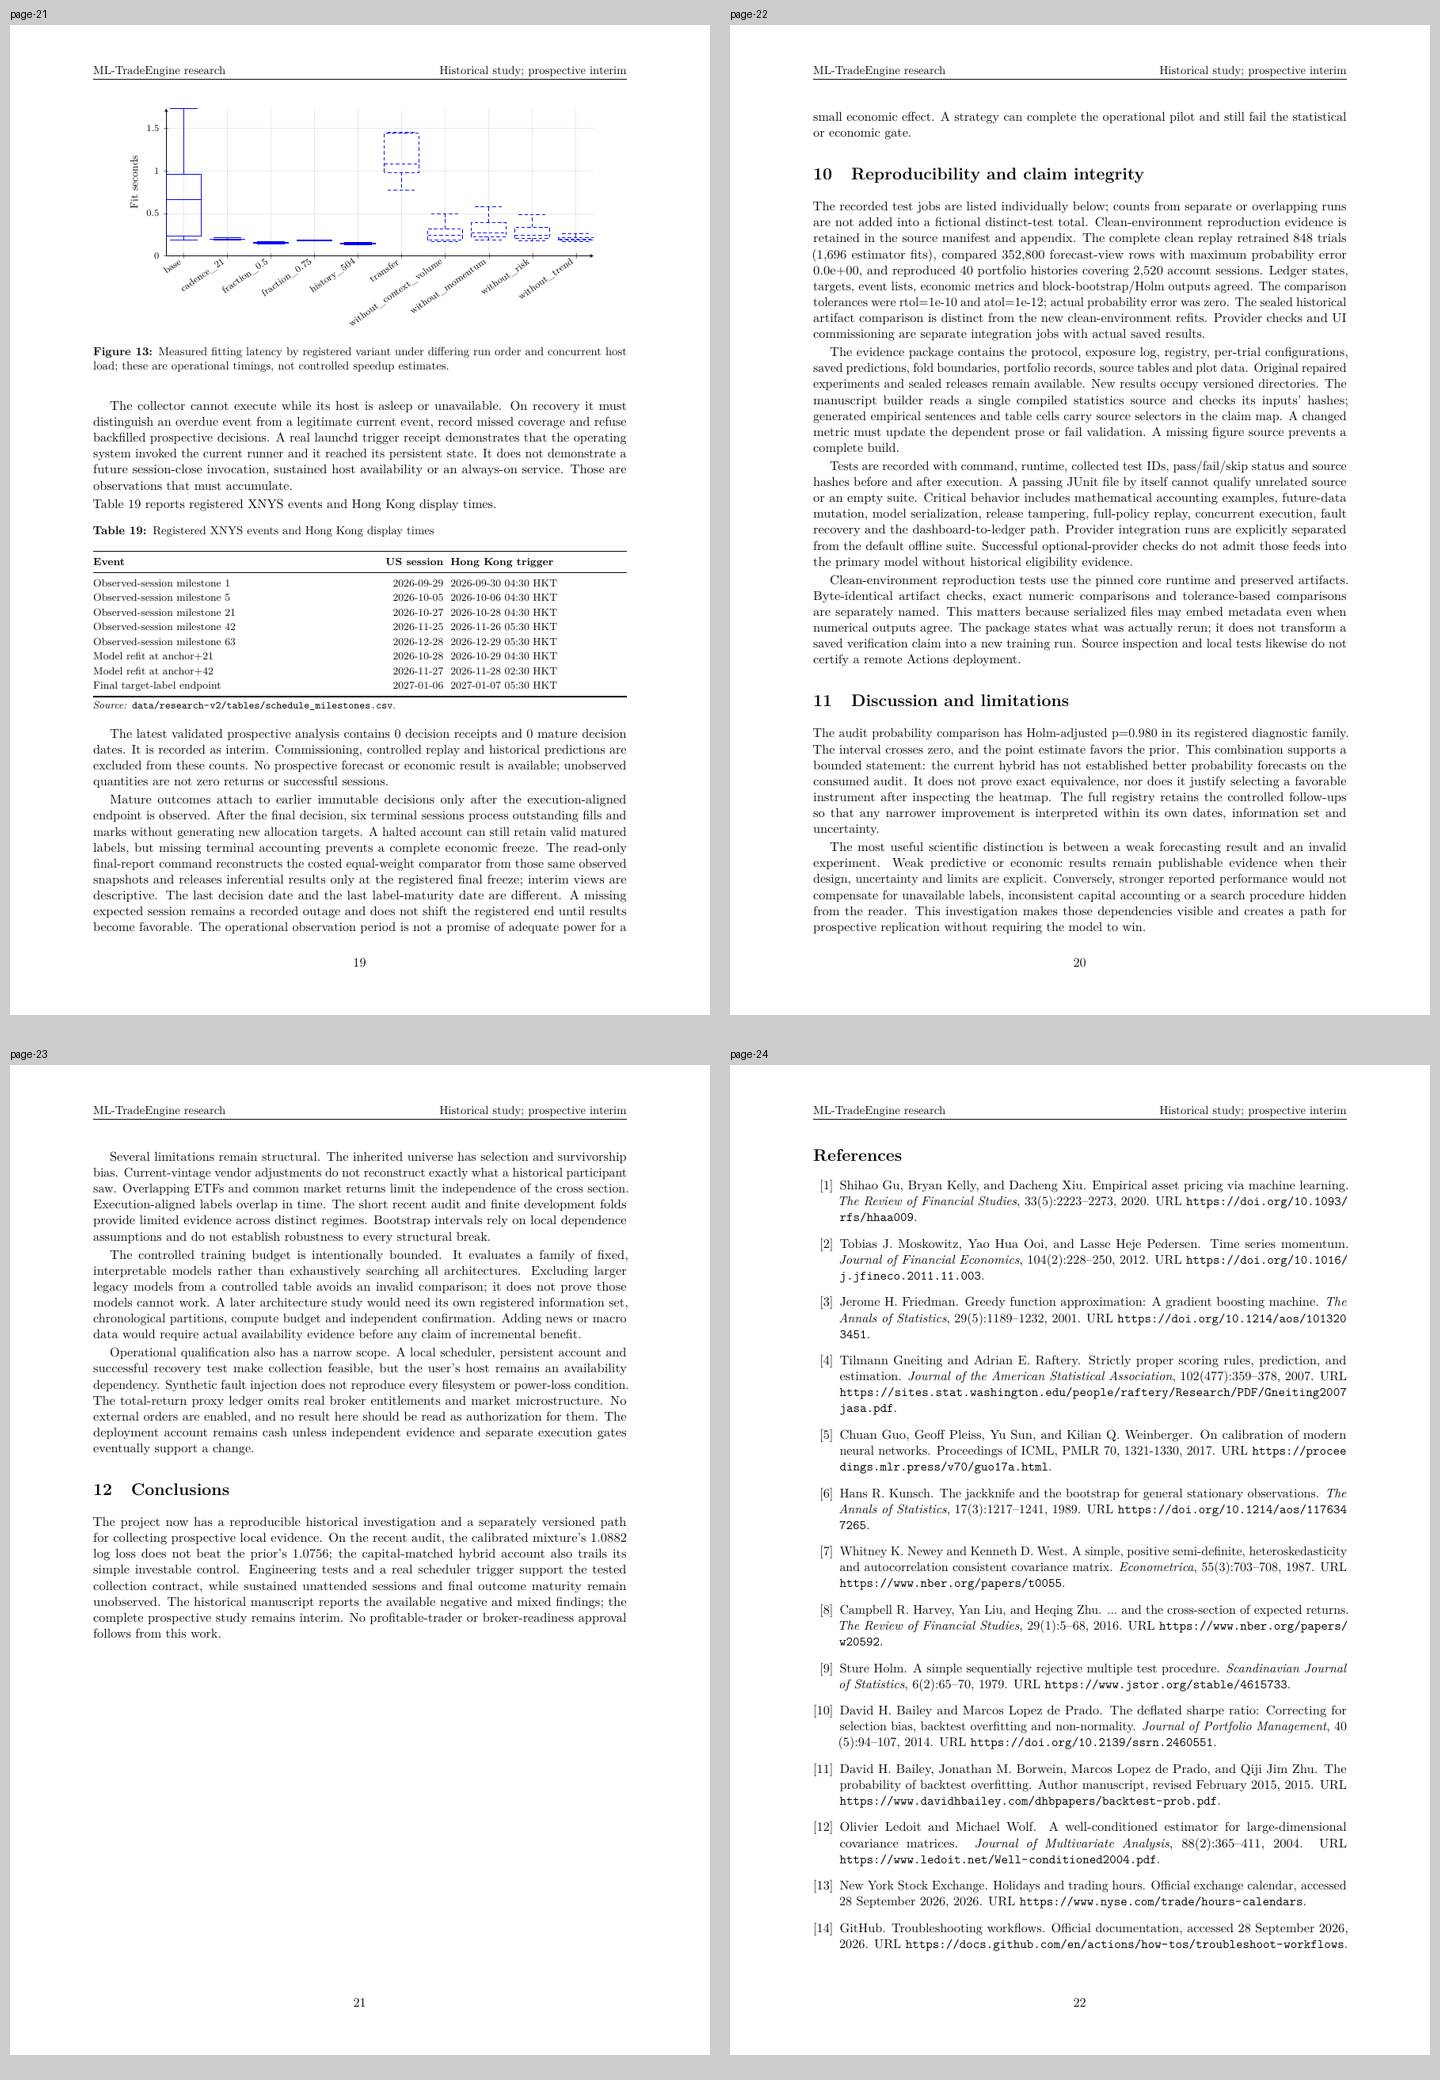 page-21
ML-TradeEngine research
Historical study; prospective interim
1.5
1
0.5
0
Fit seconds
base
cadence_21
fraction_0.5
fraction_0.75
history_504
transfer
without_context_volume
without_momentum
without_risk
without_trend
Figure 13: Measured fitting latency by registered variant under differing run order and concurrent host
load; these are operational timings, not controlled speedup estimates.
The collector cannot execute while its host is asleep or unavailable. On recovery it must
distinguish an overdue event from a legitimate current event, record missed coverage and refuse
backfilled prospective decisions. A real launchd trigger receipt demonstrates that the operating
system invoked the current runner and it reached its persistent state. It does not demonstrate a
future session-close invocation, sustained host availability or an always-on service. Those are
observations that must accumulate.
Table 19 reports registered XNYS events and Hong Kong display times.
Table 19: Registered XNYS events and Hong Kong display times
Event US session Hong Kong trigger
Observed-session milestone 1 2026-09-29 2026-09-30 04:30 HKT
Observed-session milestone 5 2026-10-05 2026-10-06 04:30 HKT
Observed-session milestone 21 2026-10-27 2026-10-28 04:30 HKT
Observed-session milestone 42 2026-11-25 2026-11-26 05:30 HKT
Observed-session milestone 63 2026-12-28 2026-12-29 05:30 HKT
Model refit at anchor+21 2026-10-28 2026-10-29 04:30 HKT
Model refit at anchor+42 2026-11-27 2026-11-28 02:30 HKT
Final target-label endpoint 2027-01-06 2027-01-07 05:30 HKT
Source: data/research-v2/tables/schedule_milestones.csv.
The latest validated prospective analysis contains 0 decision receipts and 0 mature decision
dates. It is recorded as interim. Commissioning, controlled replay and historical predictions are
excluded from these counts. No prospective forecast or economic result is available; unobserved
quantities are not zero returns or successful sessions.
Mature outcomes attach to earlier immutable decisions only after the execution-aligned
endpoint is observed. After the final decision, six terminal sessions process outstanding fills and
marks without generating new allocation targets. A halted account can still retain valid matured
labels, but missing terminal accounting prevents a complete economic freeze. The read-only
final-report command reconstructs the costed equal-weight comparator from those same observed
snapshots and releases inferential results only at the registered final freeze; interim views are
descriptive. The last decision date and the last label-maturity date are different. A missing
expected session remains a recorded outage and does not shift the registered end until results
become favorable. The operational observation period is not a promise of adequate power for a
19
page-22
ML-TradeEngine research
Historical study; prospective interim
small economic effect. A strategy can complete the operational pilot and still fail the statistical
or economic gate.
10 Reproducibility and claim integrity
The recorded test jobs are listed individually below; counts from separate or overlapping runs
are not added into a fictional distinct-test total. Clean-environment reproduction evidence is
retained in the source manifest and appendix. The complete clean replay retrained 848 trials
(1,696 estimator fits), compared 352,800 forecast-view rows with maximum probability error
0.0e+00, and reproduced 40 portfolio histories covering 2,520 account sessions. Ledger states,
targets, event lists, economic metrics and block-bootstrap/Holm outputs agreed. The comparison
tolerances were rtol=1e-10 and atol=1e-12; actual probability error was zero. The sealed historical
artifact comparison is distinct from the new clean-environment refits. Provider checks and UI
commissioning are separate integration jobs with actual saved results.
The evidence package contains the protocol, exposure log, registry, per-trial configurations,
saved predictions, fold boundaries, portfolio records, source tables and plot data. Original repaired
experiments and sealed releases remain available. New results occupy versioned directories. The
manuscript builder reads a single compiled statistics source and checks its inputs' hashes;
generated empirical sentences and table cells carry source selectors in the claim map. A changed
metric must update the dependent prose or fail validation. A missing figure source prevents a
complete build.
Tests are recorded with command, runtime, collected test IDs, pass/fail/skip status and source
hashes before and after execution. A passing JUnit file by itself cannot qualify unrelated source
or an empty suite. Critical behavior includes mathematical accounting examples, future-data
mutation, model serialization, release tampering, full-policy replay, concurrent execution, fault
recovery and the dashboard-to-ledger path. Provider integration runs are explicitly separated
from the default offline suite. Successful optional-provider checks do not admit those feeds into
the primary model without historical eligibility evidence.
Clean-environment reproduction tests use the pinned core runtime and preserved artifacts.
Byte-identical artifact checks, exact numeric comparisons and tolerance-based comparisons
are separately named. This matters because serialized files may embed metadata even when
numerical outputs agree. The package states what was actually rerun; it does not transform a
saved verification claim into a new training run. Source inspection and local tests likewise do not
certify a remote Actions deployment.
11 Discussion and limitations
The audit probability comparison has Holm-adjusted p=0.980 in its registered diagnostic family.
The interval crosses zero, and the point estimate favors the prior. This combination supports a
bounded statement: the current hybrid has not established better probability forecasts on the
consumed audit. It does not prove exact equivalence, nor does it justify selecting a favorable
instrument after inspecting the heatmap. The full registry retains the controlled follow-ups
so that any narrower improvement is interpreted within its own dates, information set and
uncertainty.
The most useful scientific distinction is between a weak forecasting result and an invalid
experiment. Weak predictive or economic results remain publishable evidence when their
design, uncertainty and limits are explicit. Conversely, stronger reported performance would not
compensate for unavailable labels, inconsistent capital accounting or a search procedure hidden
from the reader. This investigation makes those dependencies visible and creates a path for
prospective replication without requiring the model to win.
20
page-23
ML-TradeEngine research
Historical study; prospective interim
Several limitations remain structural. The inherited universe has selection and survivorship
bias. Current-vintage vendor adjustments do not reconstruct exactly what a historical participant
saw. Overlapping ETFs and common market returns limit the independence of the cross section.
Execution-aligned labels overlap in time. The short recent audit and finite development folds
provide limited evidence across distinct regimes. Bootstrap intervals rely on local dependence
assumptions and do not establish robustness to every structural break.
The controlled training budget is intentionally bounded. It evaluates a family of fixed,
interpretable models rather than exhaustively searching all architectures. Excluding larger
legacy models from a controlled table avoids an invalid comparison; it does not prove those
models cannot work. A later architecture study would need its own registered information set,
chronological partitions, compute budget and independent confirmation. Adding news or macro
data would require actual availability evidence before any claim of incremental benefit.
Operational qualification also has a narrow scope. A local scheduler, persistent account and
successful recovery test make collection feasible, but the user's host remains an availability
dependency. Synthetic fault injection does not reproduce every filesystem or power-loss condition.
The total-return proxy ledger omits real broker entitlements and market microstructure. No
external orders are enabled, and no result here should be read as authorization for them. The
deployment account remains cash unless independent evidence and separate execution gates
eventually support a change.
12 Conclusions
The project now has a reproducible historical investigation and a separately versioned path
for collecting prospective local evidence. On the recent audit, the calibrated mixture's 1.0882
log loss does not beat the prior's 1.0756; the capital-matched hybrid account also trails its
simple investable control. Engineering tests and a real scheduler trigger support the tested
collection contract, while sustained unattended sessions and final outcome maturity remain
unobserved. The historical manuscript reports the available negative and mixed findings; the
complete prospective study remains interim. No profitable-trader or broker-readiness approval
follows from this work.
21
page-24
ML-TradeEngine research
Historical study; prospective interim
References
[1] Shihao Gu, Bryan Kelly, and Dacheng Xiu. Empirical asset pricing via machine learning.
The Review of Financial Studies, 33(5):2223–2273, 2020. URL https://doi.org/10.1093/
rfs/hhaa009.
[2] Tobias J. Moskowitz, Yao Hua Ooi, and Lasse Heje Pedersen. Time series momentum.
Journal of Financial Economics, 104(2):228–250, 2012. URL https://doi.org/10.1016/
j.jfineco.2011.11.003.
[3] Jerome H. Friedman. Greedy function approximation: A gradient boosting machine. The
Annals of Statistics, 29(5):1189–1232, 2001. URL https://doi.org/10.1214/aos/101320
3451.
[4] Tilmann Gneiting and Adrian E. Raftery. Strictly proper scoring rules, prediction, and
estimation. Journal of the American Statistical Association, 102(477):359–378, 2007. URL
https://sites.stat.washington.edu/people/raftery/Research/PDF/Gneiting2007
jasa.pdf.
[5] Chuan Guo, Geoff Pleiss, Yu Sun, and Kilian Q. Weinberger. On calibration of modern
neural networks. Proceedings of ICML, PMLR 70, 1321-1330, 2017. URL https://procee
dings.mlr.press/v70/guo17a.html.
[6] Hans R. Kunsch. The jackknife and the bootstrap for general stationary observations. The
Annals of Statistics, 17(3):1217–1241, 1989. URL https://doi.org/10.1214/aos/117634
7265.
[7] Whitney K. Newey and Kenneth D. West. A simple, positive semi-definite, heteroskedasticity
and autocorrelation consistent covariance matrix. Econometrica, 55(3):703–708, 1987. URL
https://www.nber.org/papers/t0055.
[8] Campbell R. Harvey, Yan Liu, and Heqing Zhu. ... and the cross-section of expected returns.
The Review of Financial Studies, 29(1):5–68, 2016. URL https://www.nber.org/papers/
w20592.
[9] Sture Holm. A simple sequentially rejective multiple test procedure. Scandinavian Journal
of Statistics, 6(2):65–70, 1979. URL https://www.jstor.org/stable/4615733.
[10] David H. Bailey and Marcos Lopez de Prado. The deflated sharpe ratio: Correcting for
selection bias, backtest overfitting and non-normality. Journal of Portfolio Management, 40
(5):94–107, 2014. URL https://doi.org/10.2139/ssrn.2460551.
[11] David H. Bailey, Jonathan M. Borwein, Marcos Lopez de Prado, and Qiji Jim Zhu. The
probability of backtest overfitting. Author manuscript, revised February 2015, 2015. URL
https://www.davidhbailey.com/dhbpapers/backtest-prob.pdf.
[12] Olivier Ledoit and Michael Wolf. A well-conditioned estimator for large-dimensional
covariance matrices. Journal of Multivariate Analysis, 88(2):365–411, 2004. URL
https://www.ledoit.net/Well-conditioned2004.pdf.
[13] New York Stock Exchange. Holidays and trading hours. Official exchange calendar, accessed
28 September 2026, 2026. URL https://www.nyse.com/trade/hours-calendars.
[14] GitHub. Troubleshooting workflows. Official documentation, accessed 28 September 2026,
2026. URL https://docs.github.com/en/actions/how-tos/troubleshoot-workflows.
22